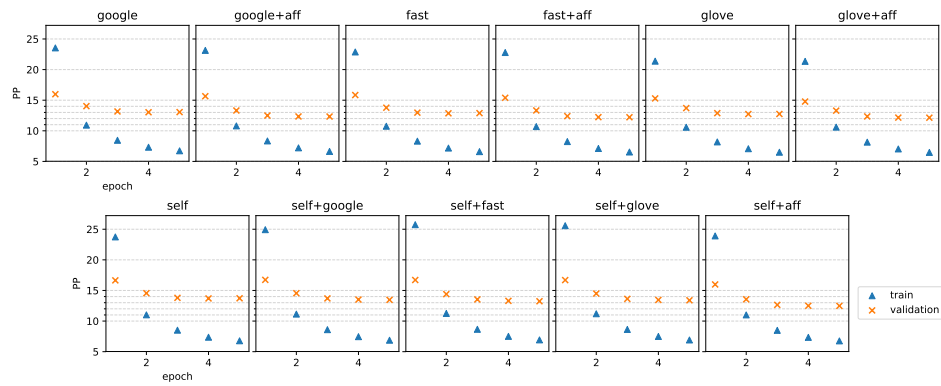 google google+aff fast fast+aff glove glove+aff
PP
25
20
15
10
5
2 4 2 4 2 4 2 4 2 4 2 4
epoch
self self+google self+fast self+glove self+aff
PP
25
20
15
10
5
2 4 2 4 2 4 2 4 2 4
epoch
train
validation